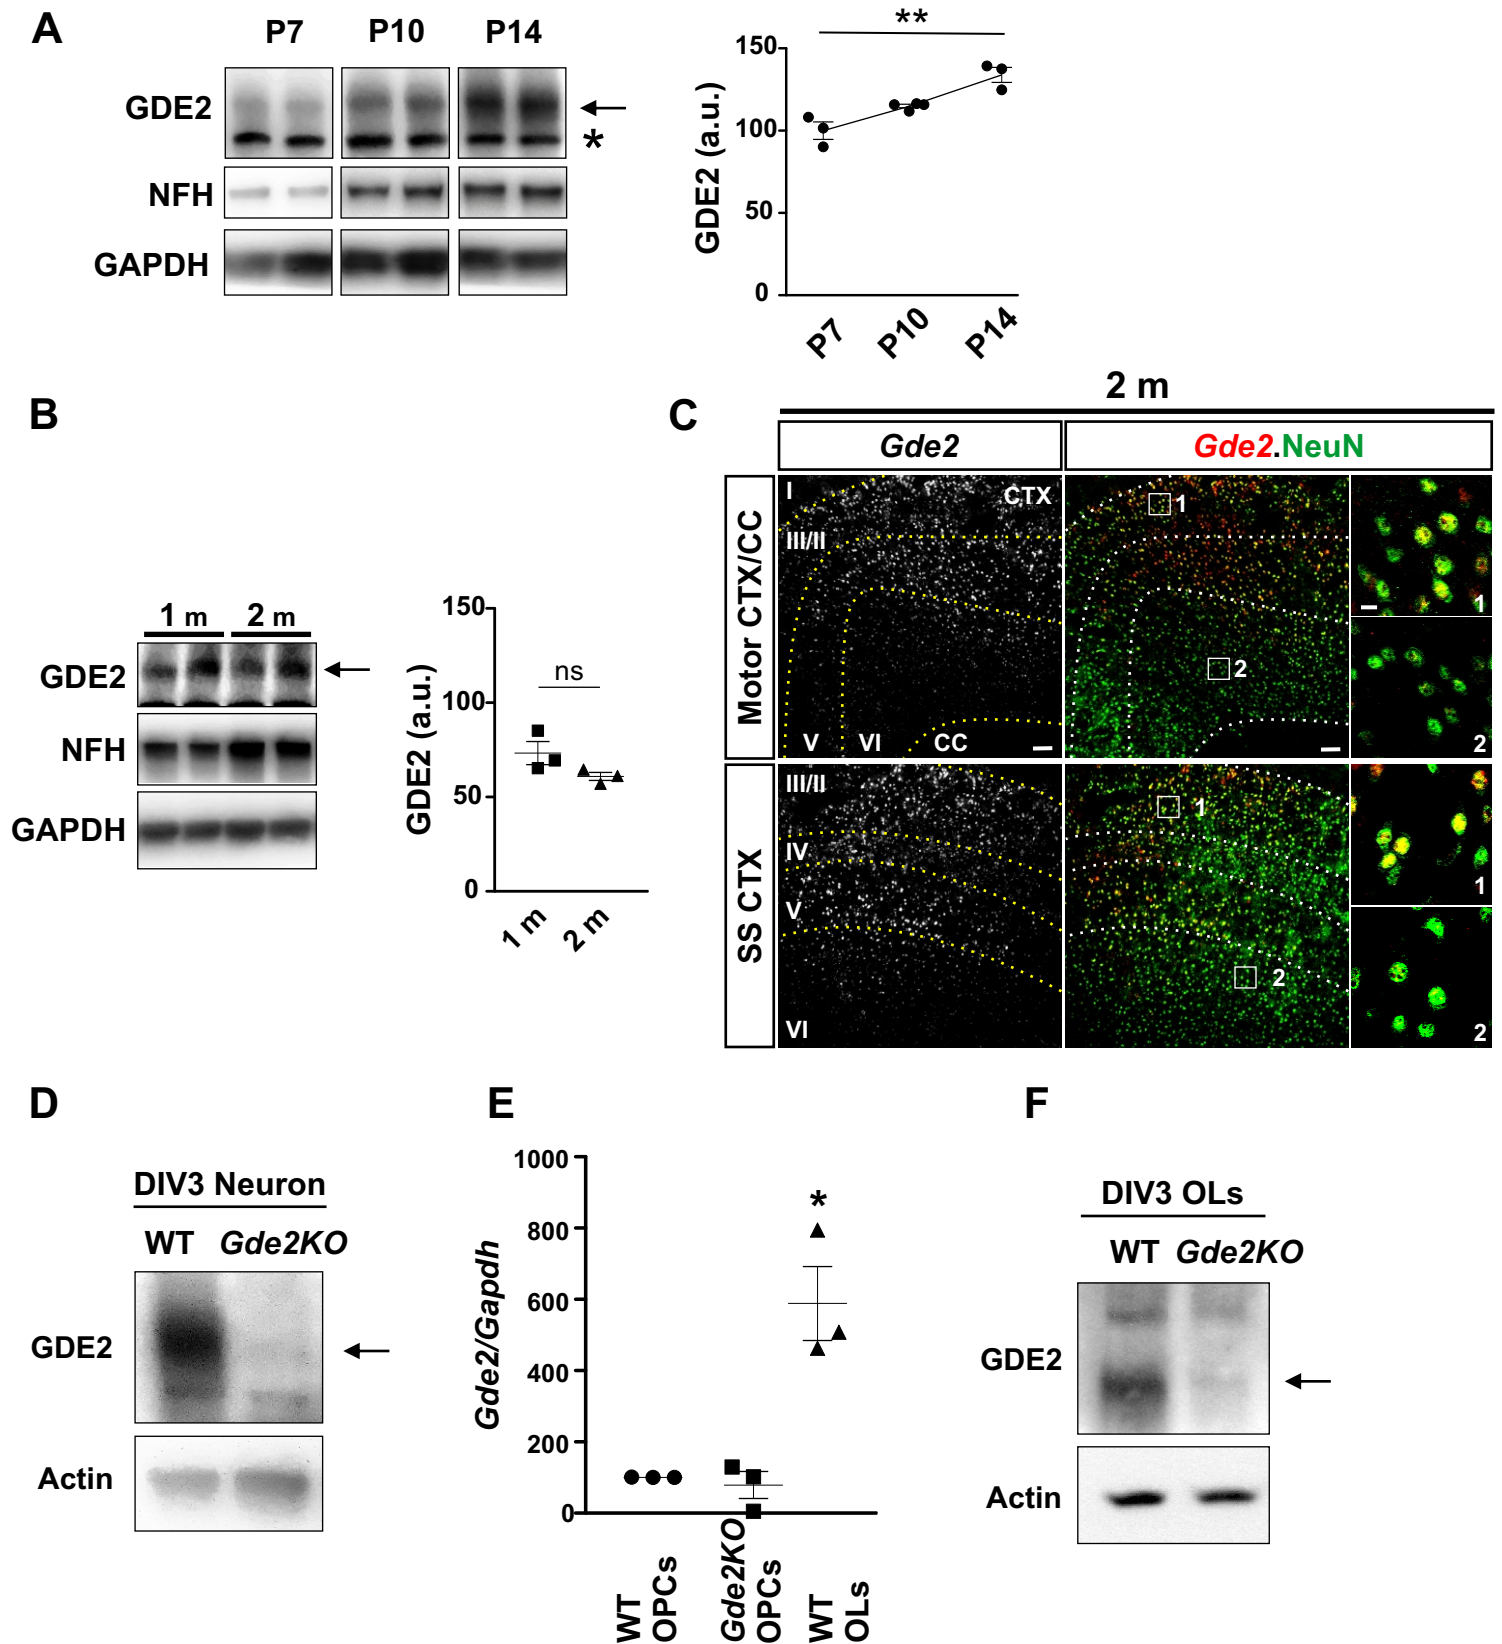 A
P7 P10 P14
GDE2
*
NFH
GAPDH
**
150
100
50
0
GDE2 (a.u.)
P7 P10 P14
B
1 m 2 m
GDE2
NFH
GAPDH
150
100
50
0
GDE2 (a.u.)
ns
1 m 2 m
C
2 m
Gde2 Gde2.NeuN
Motor CTX/CC
I CTX
III/II
V VI CC
1
2
1
2
SS CTX
III/II
IV
V
VI
1
2
1
2
D
DIV3 Neuron
WT Gde2KO
GDE2
Actin
E
1000
800
600
400
200
0
Gde2/Gapdh
*
WT OPCs
Gde2KO OPCs
WT OLs
F
DIV3 OLs
WT Gde2KO
GDE2
Actin